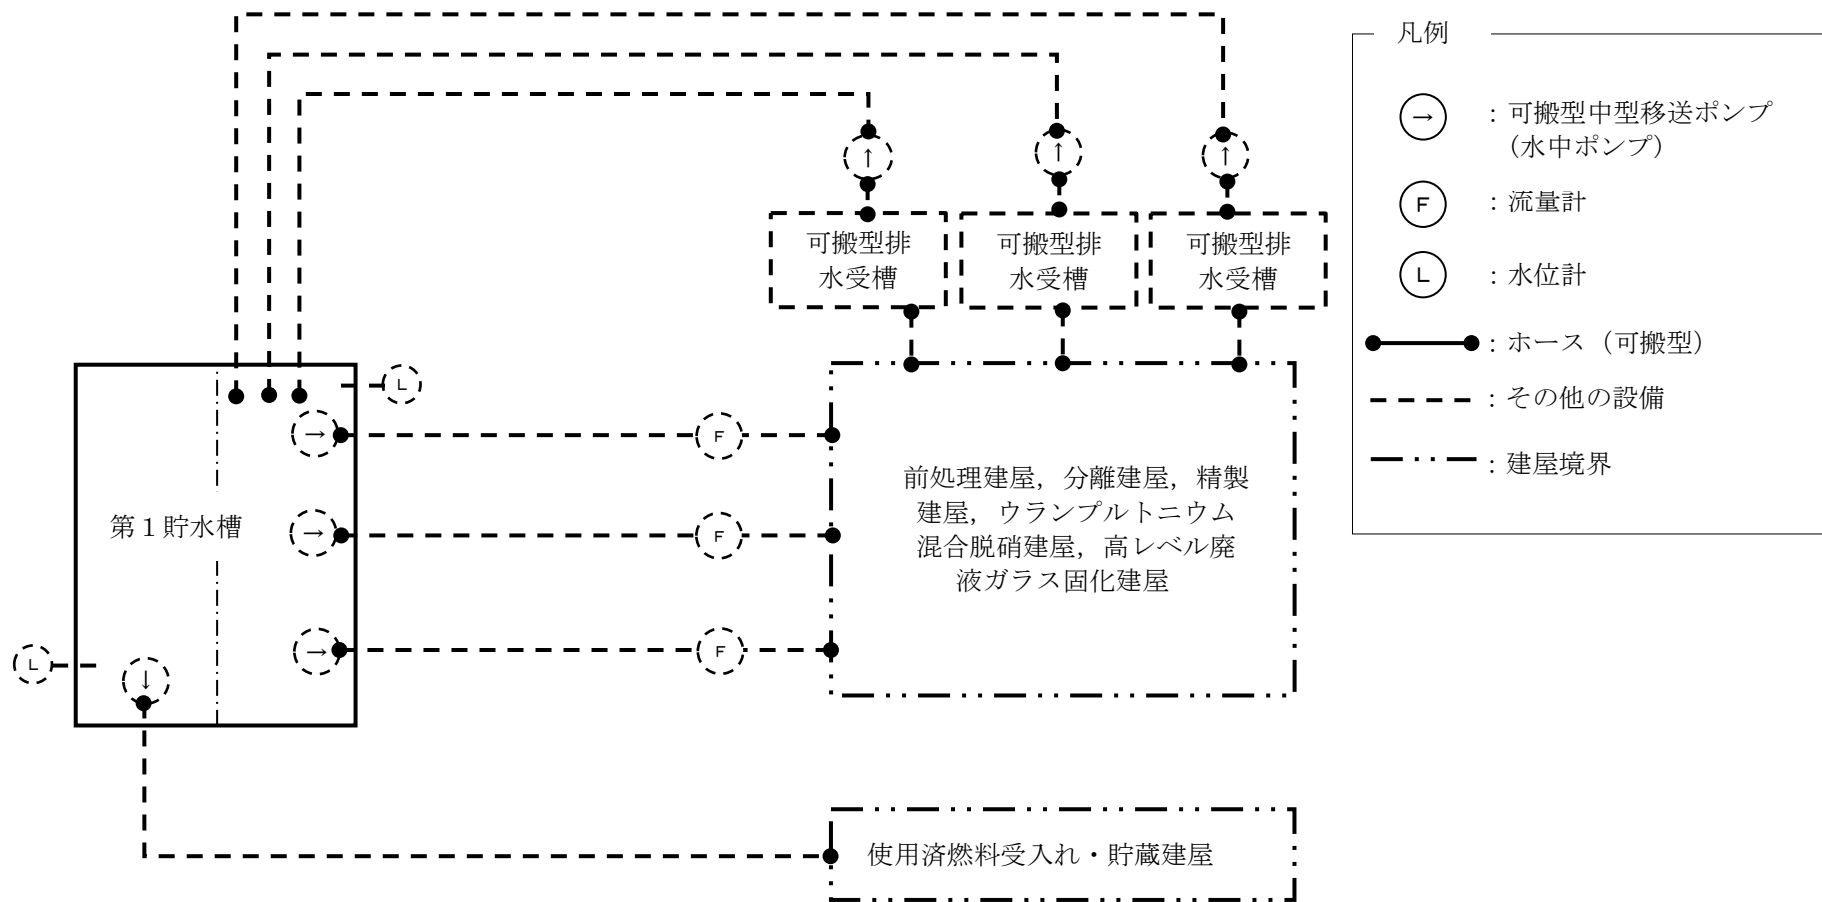 凡例
→
：可搬型中型移送ポンプ
（水中ポンプ）
F
：流量計
L
：水位計
：ホース（可搬型）
：その他の設備
：建屋境界
↑
↑
↑
可搬型排
水受槽
可搬型排
水受槽
可搬型排
水受槽
L
→
F
→
F
→
F
第１貯水槽
L
↓
前処理建屋，分離建屋，精製
建屋，ウランプルトニウム
混合脱硝建屋，高レベル廃
液ガラス固化建屋
使用済燃料受入れ・貯蔵建屋